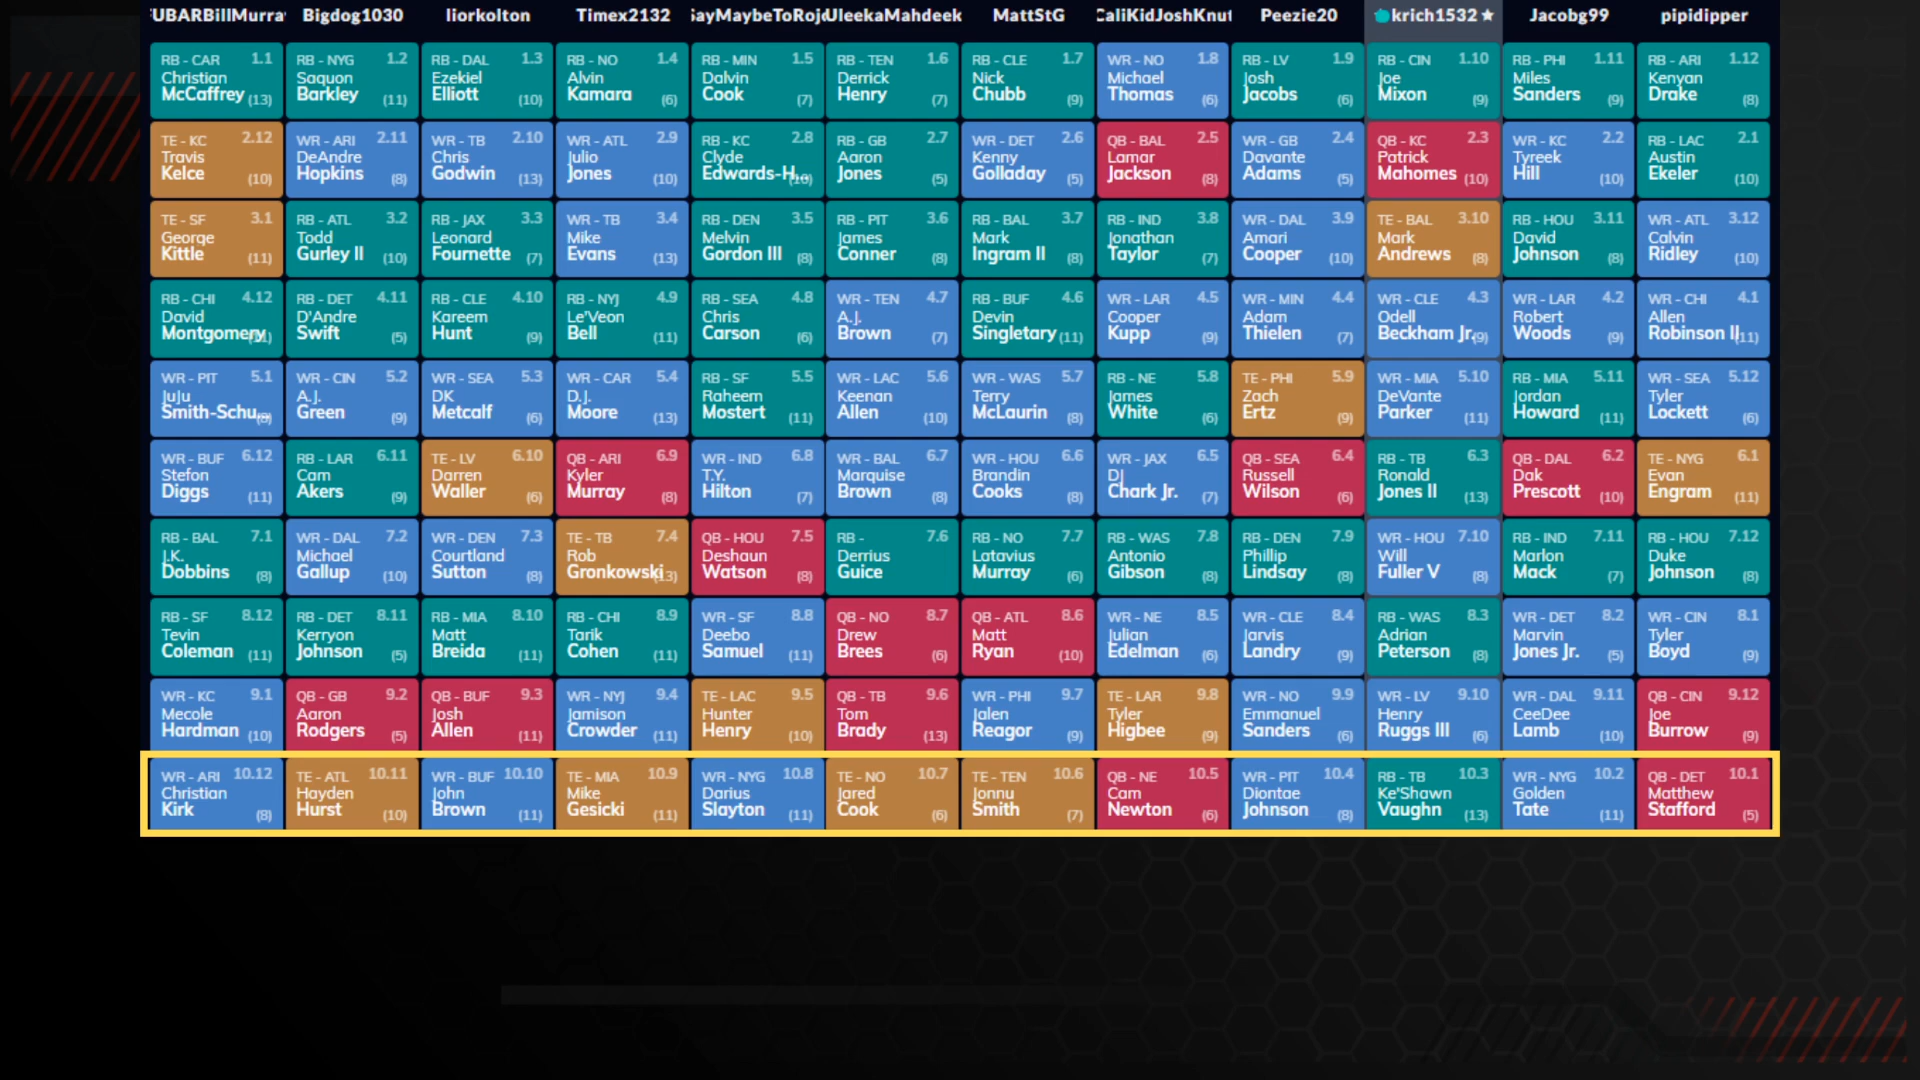 UBARBillMurra
Bigdog1030
liorkolton
Timex2132
SayMaybeToRojo
UleekaMahdeek
MattStG
CaliKidJoshKnut
Peezie20
krich1532
Jacobg99
pipidipper
RB - CAR 1.1
Christian
McCaffrey (13)
RB - NYG 1.2
Saquon
Barkley (11)
RB - DAL 1.3
Ezekiel
Elliott (10)
RB - NO 1.4
Alvin
Kamara (6)
RB - MIN 1.5
Dalvin
Cook (7)
RB - TEN 1.6
Derrick
Henry (7)
RB - CLE 1.7
Nick
Chubb (9)
WR - NO 1.8
Michael
Thomas (6)
RB - LV 1.9
Josh
Jacobs (6)
RB - CIN 1.10
Joe
Mixon (9)
RB - PHI 1.11
Miles
Sanders (9)
RB - ARI 1.12
Kenyan
Drake (8)
TE - KC 2.12
Travis
Kelce (10)
WR - ARI 2.11
DeAndre
Hopkins (8)
WR - TB 2.10
Chris
Godwin (13)
WR - ATL 2.9
Julio
Jones (10)
RB - KC 2.8
Clyde
Edwards-H... (10)
RB - GB 2.7
Aaron
Jones (5)
WR - DET 2.6
Kenny
Golladay (5)
QB - BAL 2.5
Lamar
Jackson (8)
WR - GB 2.4
Davante
Adams (5)
QB - KC 2.3
Patrick
Mahomes (10)
WR - KC 2.2
Tyreek
Hill (10)
RB - LAC 2.1
Austin
Ekeler (10)
TE - SF 3.1
George
Kittle (11)
RB - ATL 3.2
Todd
Gurley II (10)
RB - JAX 3.3
Leonard
Fournette (7)
WR - TB 3.4
Mike
Evans (13)
RB - DEN 3.5
Melvin
Gordon III (8)
RB - PIT 3.6
James
Conner (8)
RB - BAL 3.7
Mark
Ingram II (8)
RB - IND 3.8
Jonathan
Taylor (7)
WR - DAL 3.9
Amari
Cooper (10)
TE - BAL 3.10
Mark
Andrews (8)
RB - HOU 3.11
David
Johnson (8)
WR - ATL 3.12
Calvin
Ridley (10)
RB - CHI 4.12
David
Montgomery (11)
RB - DET 4.11
D'Andre
Swift (5)
RB - CLE 4.10
Kareem
Hunt (9)
RB - NYJ 4.9
Le'Veon
Bell (11)
RB - SEA 4.8
Chris
Carson (6)
WR - TEN 4.7
A.J.
Brown (7)
RB - BUF 4.6
Devin
Singletary (11)
WR - LAR 4.5
Cooper
Kupp (9)
WR - MIN 4.4
Adam
Thielen (7)
WR - CLE 4.3
Odell
Beckham Jr. (9)
WR - LAR 4.2
Robert
Woods (9)
WR - CHI 4.1
Allen
Robinson II (11)
WR - PIT 5.1
JuJu
Smith-Schu... (8)
WR - CIN 5.2
A.J.
Green (9)
WR - SEA 5.3
DK
Metcalf (6)
WR - CAR 5.4
D.J.
Moore (13)
RB - SF 5.5
Raheem
Mostert (11)
WR - LAC 5.6
Keenan
Allen (10)
WR - WAS 5.7
Terry
McLaurin (8)
RB - NE 5.8
James
White (6)
TE - PHI 5.9
Zach
Ertz (9)
WR - MIA 5.10
DeVante
Parker (11)
RB - MIA 5.11
Jordan
Howard (11)
WR - SEA 5.12
Tyler
Lockett (6)
WR - BUF 6.12
Stefon
Diggs (11)
RB - LAR 6.11
Cam
Akers (9)
TE - LV 6.10
Darren
Waller (6)
QB - ARI 6.9
Kyler
Murray (8)
WR - IND 6.8
T.Y.
Hilton (7)
WR - BAL 6.7
Marquise
Brown (8)
WR - HOU 6.6
Brandin
Cooks (8)
WR - JAX 6.5
DJ
Chark Jr. (7)
QB - SEA 6.4
Russell
Wilson (6)
RB - TB 6.3
Ronald
Jones II (13)
QB - DAL 6.2
Dak
Prescott (10)
TE - NYG 6.1
Evan
Engram (11)
RB - BAL 7.1
J.K.
Dobbins (8)
WR - DAL 7.2
Michael
Gallup (10)
WR - DEN 7.3
Courtland
Sutton (8)
TE - TB 7.4
Rob
Gronkowski (13)
QB - HOU 7.5
Deshaun
Watson (8)
RB - 7.6
Derrius
Guice
RB - NO 7.7
Latavius
Murray (6)
RB - WAS 7.8
Antonio
Gibson (8)
RB - DEN 7.9
Phillip
Lindsay (8)
WR - HOU 7.10
Will
Fuller V (8)
RB - IND 7.11
Marlon
Mack (7)
RB - HOU 7.12
Duke
Johnson (8)
RB - SF 8.12
Tevin
Coleman (11)
RB - DET 8.11
Kerryon
Johnson (5)
RB - MIA 8.10
Matt
Breida (11)
RB - CHI 8.9
Tarik
Cohen (11)
WR - SF 8.8
Deebo
Samuel (11)
QB - NO 8.7
Drew
Brees (6)
QB - ATL 8.6
Matt
Ryan (10)
WR - NE 8.5
Julian
Edelman (6)
WR - CLE 8.4
Jarvis
Landry (9)
RB - WAS 8.3
Adrian
Peterson (8)
WR - DET 8.2
Marvin
Jones Jr. (5)
WR - CIN 8.1
Tyler
Boyd (9)
WR - KC 9.1
Mecole
Hardman (10)
QB - GB 9.2
Aaron
Rodgers (5)
QB - BUF 9.3
Josh
Allen (11)
WR - NYJ 9.4
Jamison
Crowder (11)
TE - LAC 9.5
Hunter
Henry (10)
QB - TB 9.6
Tom
Brady (13)
WR - PHI 9.7
Jalen
Reagor (9)
TE - LAR 9.8
Tyler
Higbee (9)
WR - NO 9.9
Emmanuel
Sanders (6)
WR - LV 9.10
Henry
Ruggs III (6)
WR - DAL 9.11
CeeDee
Lamb (10)
QB - CIN 9.12
Joe
Burrow (9)
WR - ARI 10.12
Christian
Kirk (8)
TE - ATL 10.11
Hayden
Hurst (10)
WR - BUF 10.10
John
Brown (11)
TE - MIA 10.9
Mike
Gesicki (11)
WR - NYG 10.8
Darius
Slayton (11)
TE - NO 10.7
Jared
Cook (6)
TE - TEN 10.6
Jonnu
Smith (7)
QB - NE 10.5
Cam
Newton (6)
WR - PIT 10.4
Diontae
Johnson (8)
RB - TB 10.3
Ke'Shawn
Vaughn (13)
WR - NYG 10.2
Golden
Tate (11)
QB - DET 10.1
Matthew
Stafford (5)